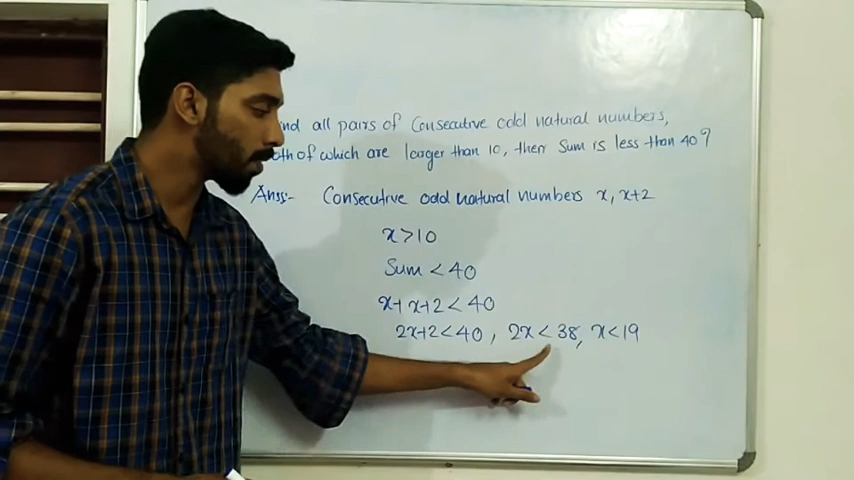 nd all pairs of Consecutive odd natural numbers,
oth of which are larger than 10, their Sum is less than 40?
Anss:- Consecutive odd natural numbers x, x+2
x>10
Sum < 40
x+x+2 < 40
2x+2<40, 2x<38, x<19